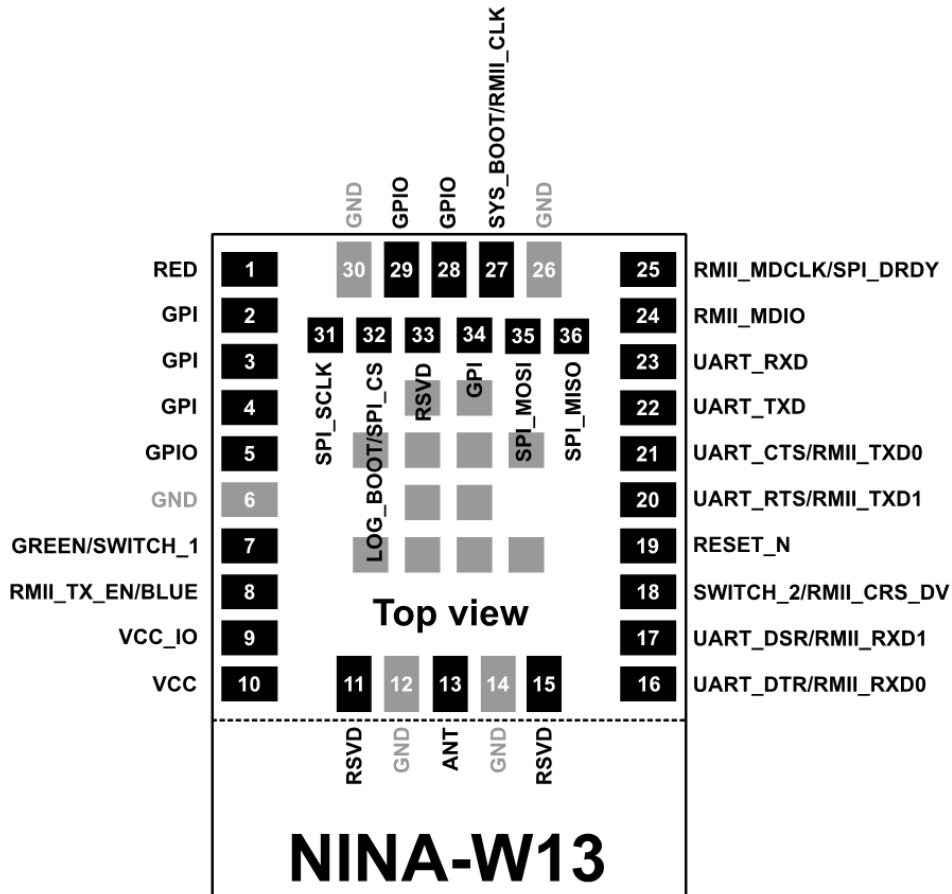 SYS_BOOT/RMII_CLK
GND
GPIO
GPIO
GND
RED 1
30 29 28 27 26
25 RMII_MDCLK/SPI_DRDY
GPI 2
31 32 33 34 35 36
24 RMII_MDIO
GPI 3
23 UART_RXD
GPI 4
22 UART_TXD
SPI_SCLK
LOG_BOOT/SPI_CS
RSVD
GPI
SPI_MOSI
SPI_MISO
GPIO 5
21 UART_CTS/RMII_TXD0
GND 6
20 UART_RTS/RMII_TXD1
GREEN/SWITCH_1 7
19 RESET_N
RMII_TX_EN/BLUE 8
18 SWITCH_2/RMII_CRS_DV
Top view
VCC_IO 9
17 UART_DSR/RMII_RXD1
VCC 10
11 12 13 14 15
16 UART_DTR/RMII_RXD0
RSVD
GND
ANT
GND
RSVD
NINA-W13